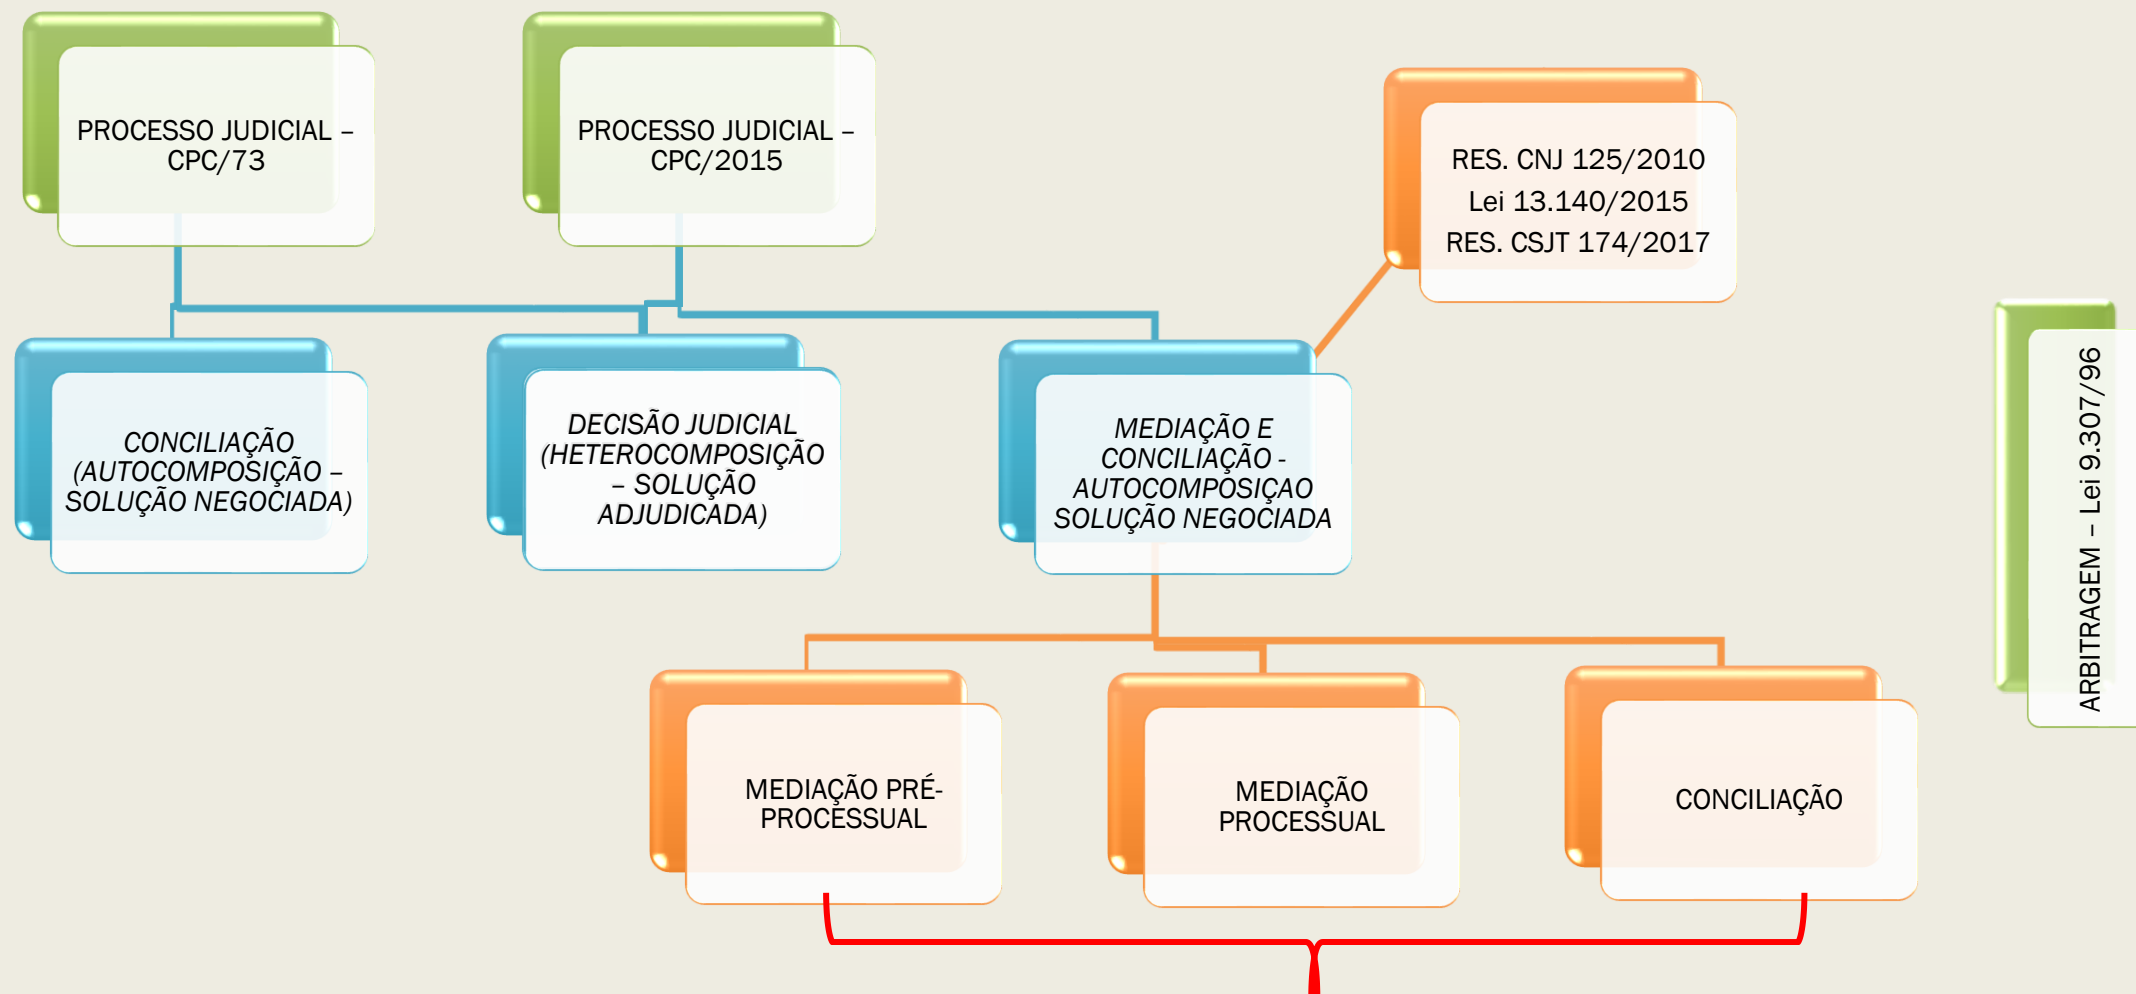 PROCESSO JUDICIAL –
CPC/73
PROCESSO JUDICIAL –
CPC/2015
RES. CNJ 125/2010
Lei 13.140/2015
RES. CSJT 174/2017
CONCILIAÇÃO
(AUTOCOMPOSIÇÃO –
SOLUÇÃO NEGOCIADA)
DECISÃO JUDICIAL
(HETEROCOMPOSIÇÃO
– SOLUÇÃO
ADJUDICADA)
MEDIAÇÃO E
CONCILIAÇÃO -
AUTOCOMPOSIÇAO
SOLUÇÃO NEGOCIADA
ARBITRAGEM – Lei 9.307/96
MEDIAÇÃO PRÉ-
PROCESSUAL
MEDIAÇÃO
PROCESSUAL
CONCILIAÇÃO